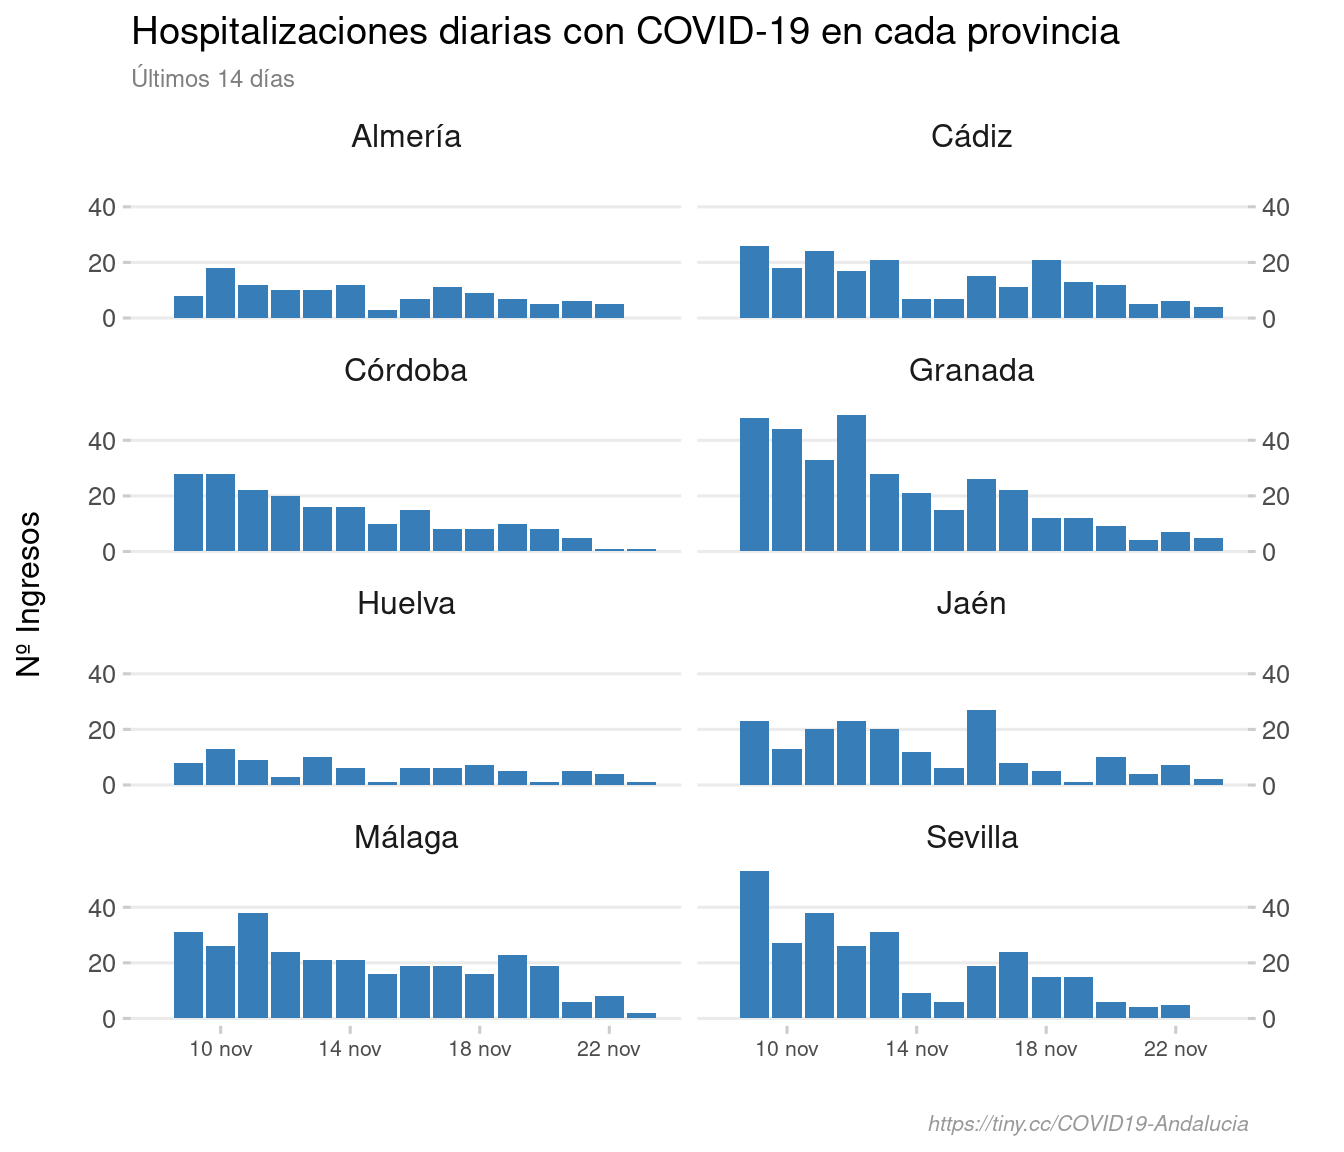 Hospitalizaciones diarias con COVID-19 en cada provincia
Últimos 14 días
Almería
Cádiz
40
20
0
40
20
0
Córdoba
Granada
40
20
0
40
20
0
Nº Ingresos
Huelva
Jaén
40
20
0
40
20
0
Málaga
Sevilla
40
20
0
40
20
0
10 nov 14 nov 18 nov 22 nov
10 nov 14 nov 18 nov 22 nov
https://tiny.cc/COVID19-Andalucia